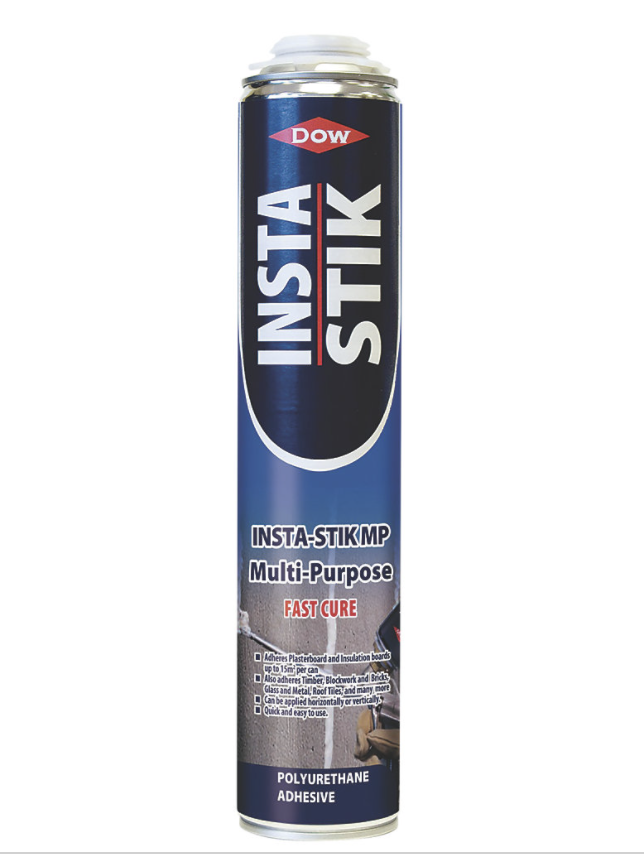 DOW
INSTA
STIK
INSTA-STIK MP
Multi-Purpose
FAST CURE
■ Adheres Plasterboard and Insulation boards
up to 15m² per can
■ Also adheres Timber, Blockwork and Bricks,
Glass and Metal, Roof Tiles, and many more
■ Can be applied horizontally or vertically.
■ Quick and easy to use.
POLYURETHANE
ADHESIVE